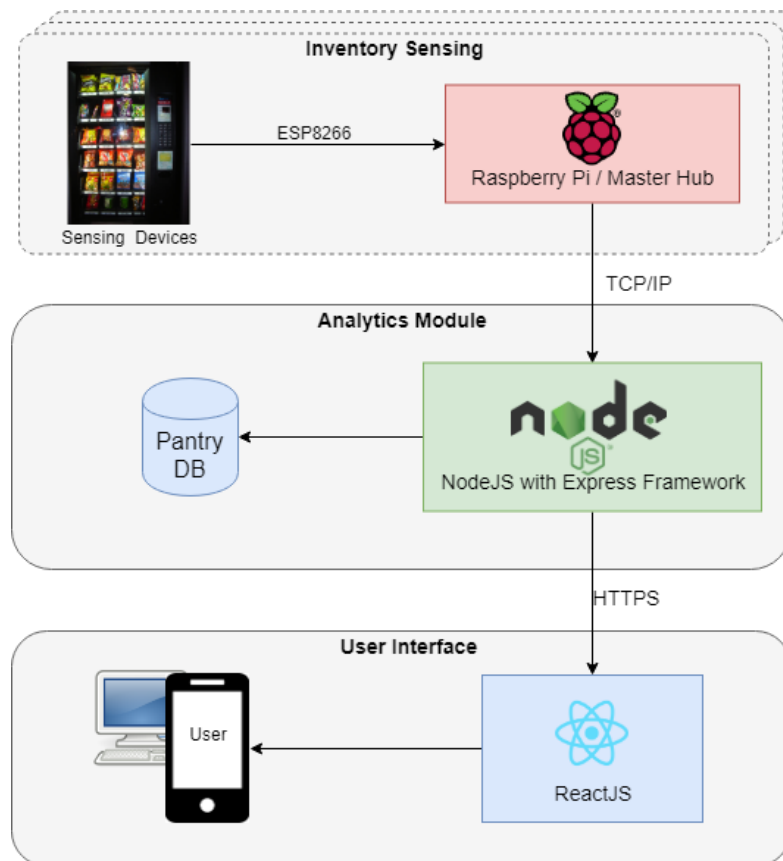 Inventory Sensing
ESP8266
Raspberry Pi / Master Hub
Sensing Devices
TCP/IP
Analytics Module
Pantry
DB
node
JS
NodeJS with Express Framework
HTTPS
User Interface
User
ReactJS